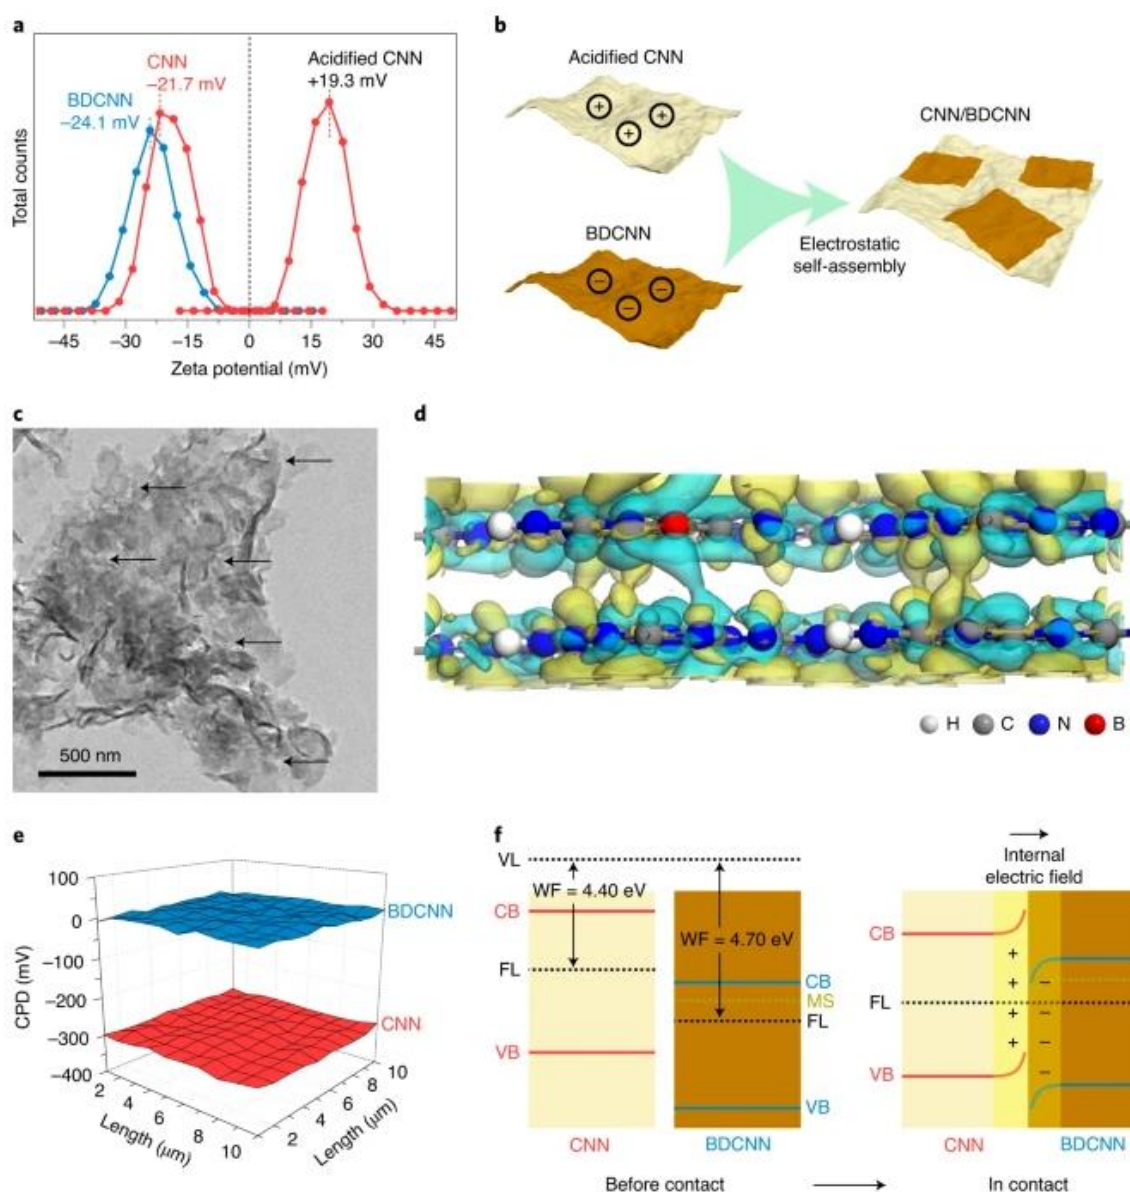 a
CNN
−21.7 mV
BDCNN
−24.1 mV
Acidified CNN
+19.3 mV
Total counts
−45 −30 −15 0 15 30 45
Zeta potential (mV)
b
Acidified CNN
+ + +
BDCNN
− − −
Electrostatic
self-assembly
CNN/BDCNN
c
500 nm
d
H C N B
e
100
0
−100
−200
−300
−400
CPD (mV)
BDCNN
CNN
2 4 6 8 10
Length (μm)
2 4 6 8 10
Length (μm)
f
VL
WF = 4.40 eV
CB
FL
VB
CNN
WF = 4.70 eV
CB
MS
FL
VB
BDCNN
Before contact
Internal
electric field
CB
FL
VB
+
+ −
+ −
+ −
−
CNN
BDCNN
In contact